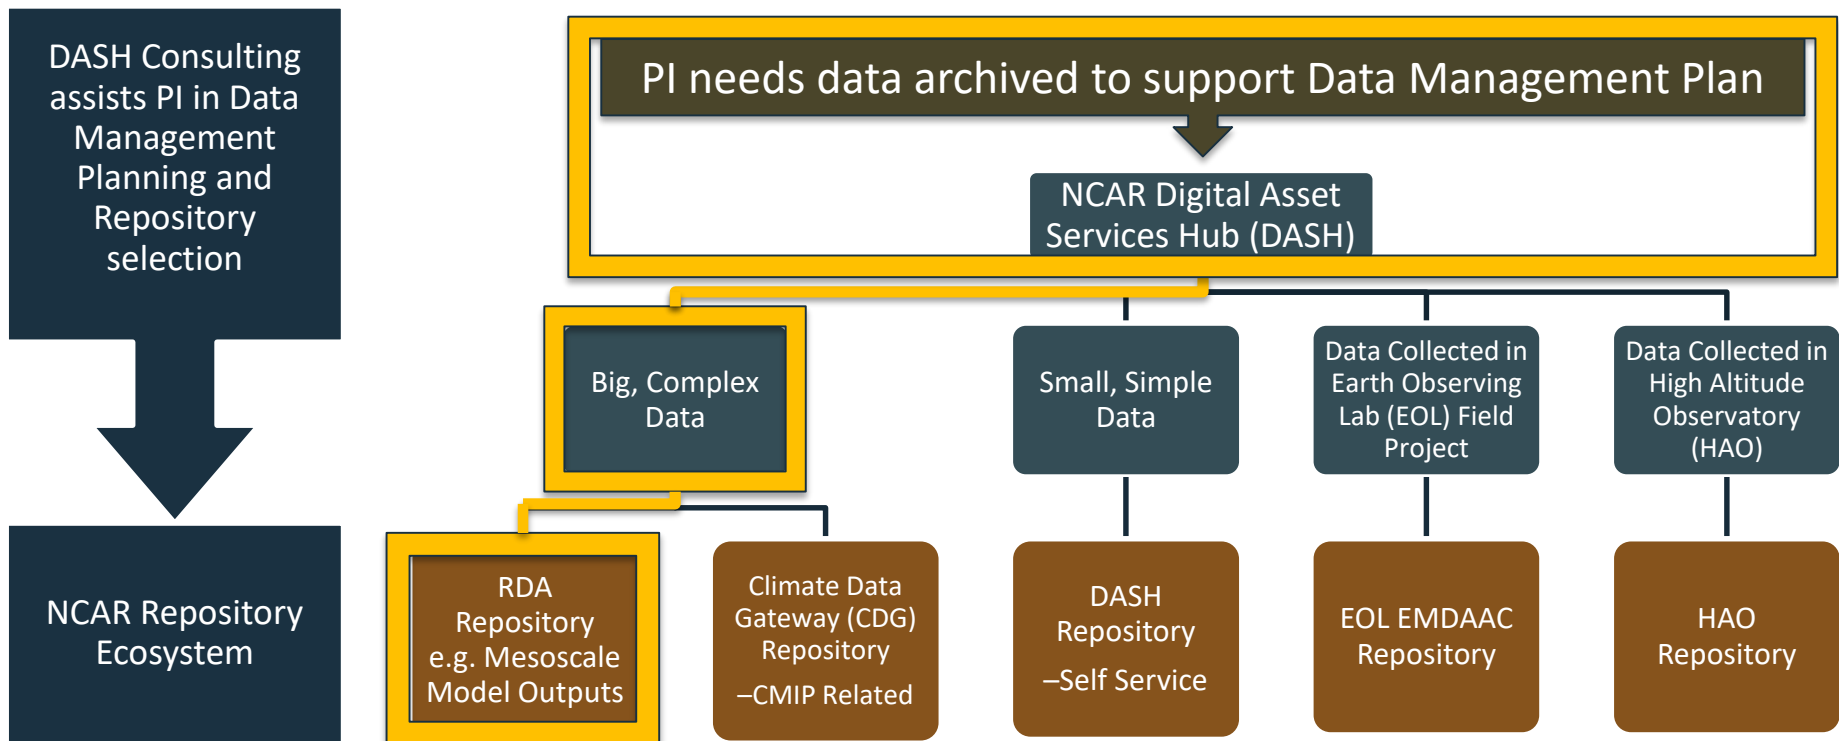 DASH Consulting
assists PI in Data
Management
Planning and
Repository
selection
PI needs data archived to support Data Management Plan
NCAR Digital Asset
Services Hub (DASH)
Big, Complex
Data
Small, Simple
Data
Data Collected in
Earth Observing
Lab (EOL) Field
Project
Data Collected in
High Altitude
Observatory
(HAO)
NCAR Repository
Ecosystem
RDA
Repository
e.g. Mesoscale
Model Outputs
Climate Data
Gateway (CDG)
Repository
–CMIP Related
DASH
Repository
–Self Service
EOL EMDAAC
Repository
HAO
Repository